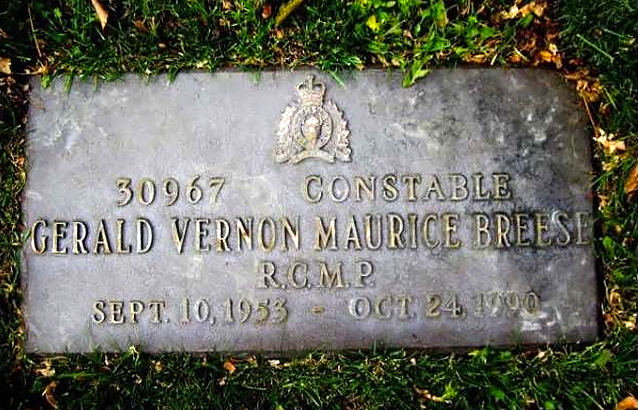 30967 CONSTABLE
GERALD VERNON MAURICE BREESE
R.C.M.P.
SEPT. 10, 1953 - OCT. 24, 1990